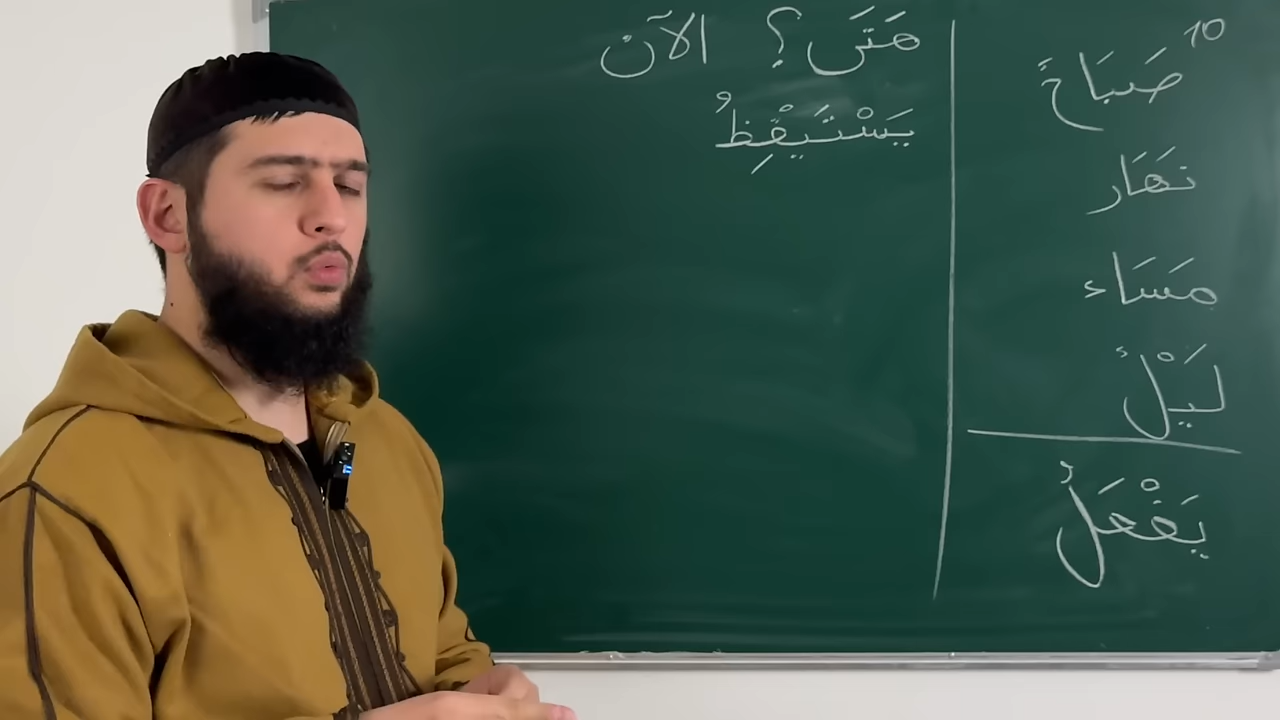 10
صَبَاحٌ
نَهَار
مَسَاء
لَيْلٌ
يَفْعَلُ
مَتَى؟ الآن
يَسْتَيْقِظُ